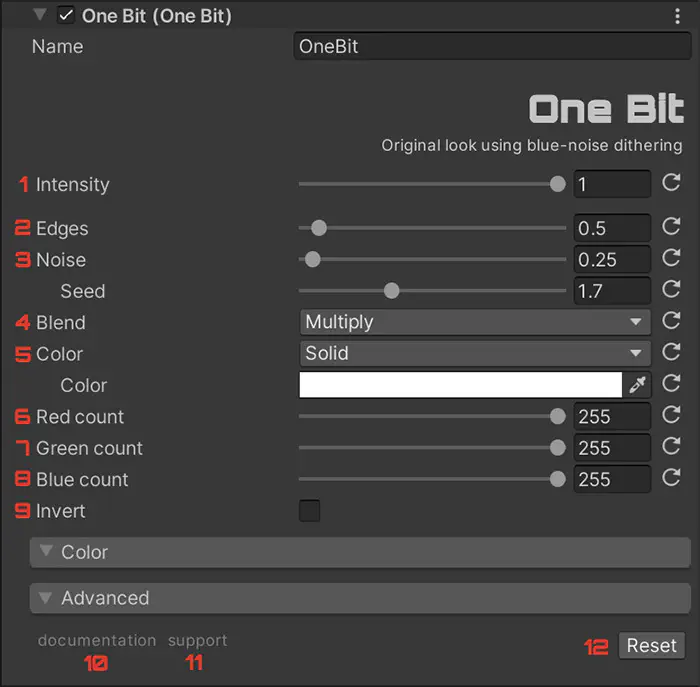 One Bit (One Bit)
Name OneBit
One Bit
Original look using blue-noise dithering
1 Intensity 1
2 Edges 0.5
3 Noise 0.25
Seed 1.7
4 Blend Multiply
5 Color Solid
Color
6 Red count 255
7 Green count 255
8 Blue count 255
9 Invert
Color
Advanced
documentation support
10 11 12 Reset